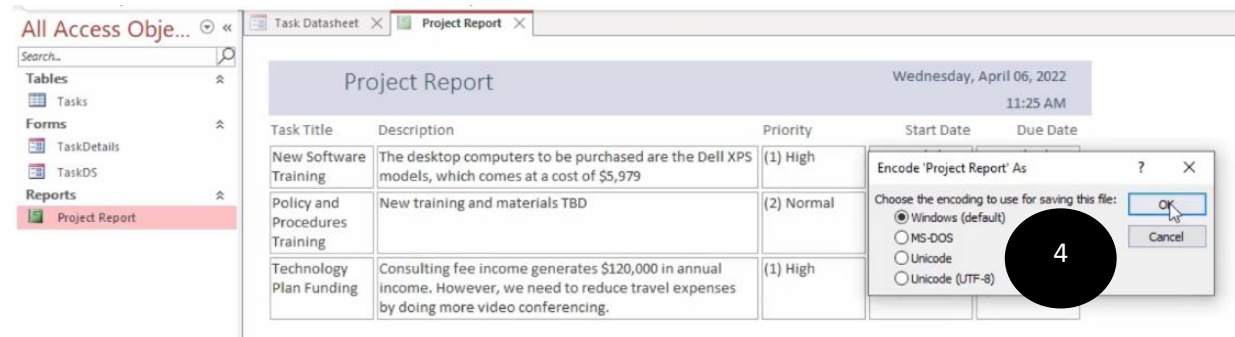 All Access Obje...
Task Datasheet
Project Report
Search...
Tables
Tasks
Forms
TaskDetails
TaskDS
Reports
Project Report
Project Report
Wednesday, April 06, 2022
11:25 AM
Task Title Description Priority Start Date Due Date
New Software Training
The desktop computers to be purchased are the Dell XPS
models, which comes at a cost of $5,979
(1) High
Policy and
Procedures
Training
New training and materials TBD
(2) Normal
Technology
Plan Funding
Consulting fee income generates $120,000 in annual
income. However, we need to reduce travel expenses
by doing more video conferencing.
(1) High
Encode 'Project Report' As ?
Choose the encoding to use for saving this file:
Windows (default)
MS-DOS
Unicode
Unicode (UTF-8)
OK
Cancel
4